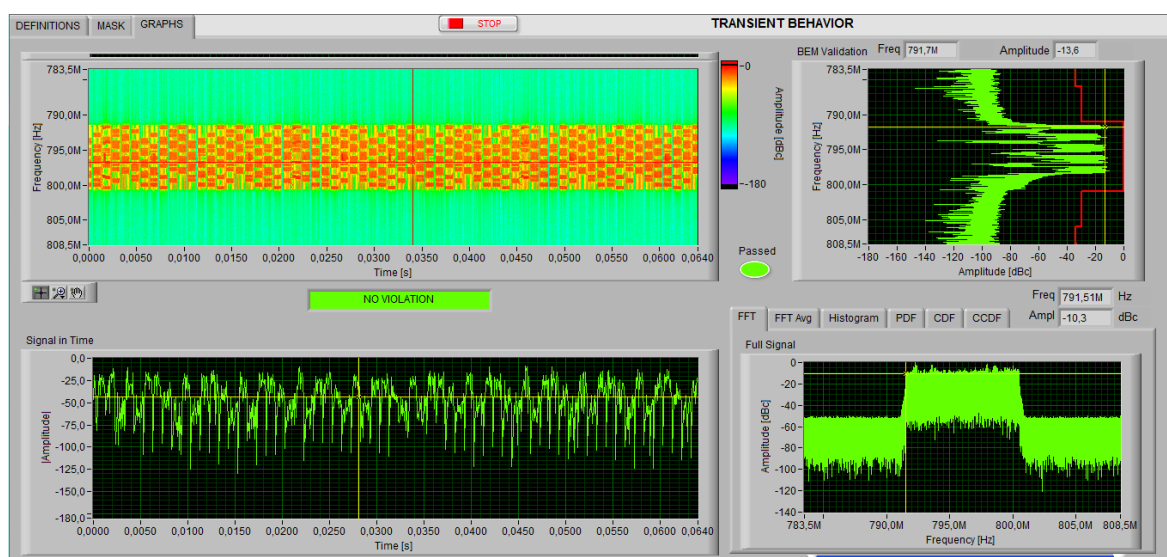 DEFINITIONS MASK GRAPHS STOP TRANSIENT BEHAVIOR
BEM Validation Freq 791,7M Amplitude -13,6
783,5M
790,0M
795,0M
800,0M
805,0M
808,5M
Frequency [Hz]
0,0000 0,0050 0,0100 0,0150 0,0200 0,0250 0,0300 0,0350 0,0400 0,0450 0,0500 0,0550 0,0640
Time [s]
-0
-180
Amplitude [dBc]
783,5M
790,0M
795,0M
800,0M
805,0M
808,5M
Frequency [Hz]
-180 -160 -140 -120 -100 -80 -60 -40 -20 0
Amplitude [dBc]
Passed
NO VIOLATION
Freq 791,51M Hz
Ampl -10,3 dBc
FFT FFT Avg Histogram PDF CDF CCDF
Signal in Time
0,0
-25,0
-50,0
-75,0
-100,0
-125,0
-150,0
-180,0
|Amplitude|
0,0000 0,0050 0,0100 0,0150 0,0200 0,0250 0,0300 0,0350 0,0400 0,0450 0,0500 0,0550 0,0640
Time [s]
Full Signal
0
-20
-40
-60
-80
-100
-120
-140
Amplitude [dBc]
783,5M 790,0M 795,0M 800,0M 805,0M 808,5M
Frequency [Hz]